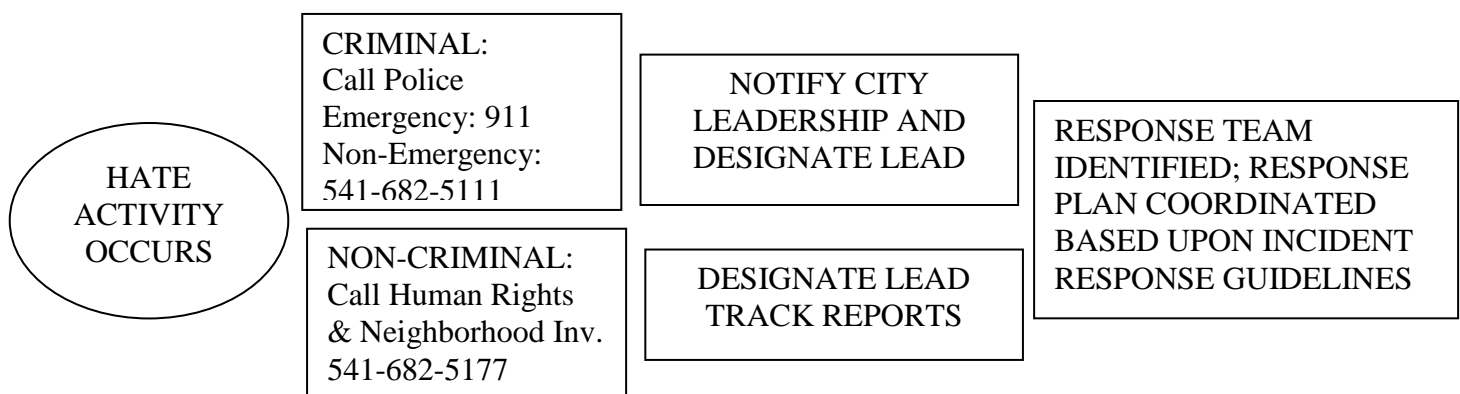 HATE
ACTIVITY
OCCURS
CRIMINAL:
Call Police
Emergency: 911
Non-Emergency:
541-682-5111
NON-CRIMINAL:
Call Human Rights
& Neighborhood Inv.
541-682-5177
NOTIFY CITY
LEADERSHIP AND
DESIGNATE LEAD
DESIGNATE LEAD
TRACK REPORTS
RESPONSE TEAM
IDENTIFIED; RESPONSE
PLAN COORDINATED
BASED UPON INCIDENT
RESPONSE GUIDELINES